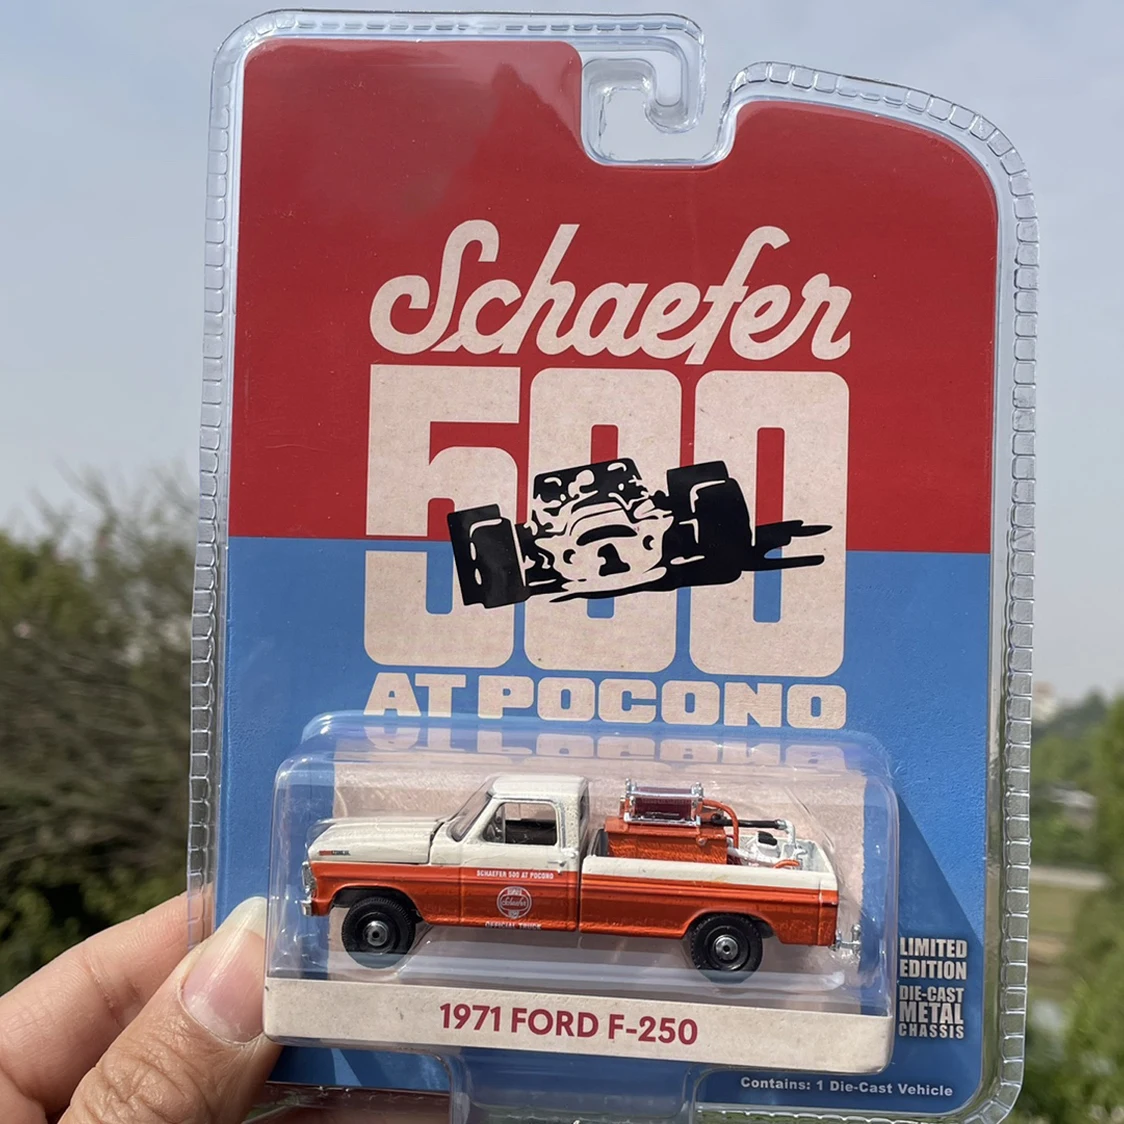 Schaefer
500
1
AT POCONO
SCHAEFER 500 AT POCONO
Schaefer
OFFICIAL TRUCK
1971 FORD F-250
LIMITED
EDITION
DIE-CAST
METAL
CHASSIS
Contains: 1 Die-Cast Vehicle